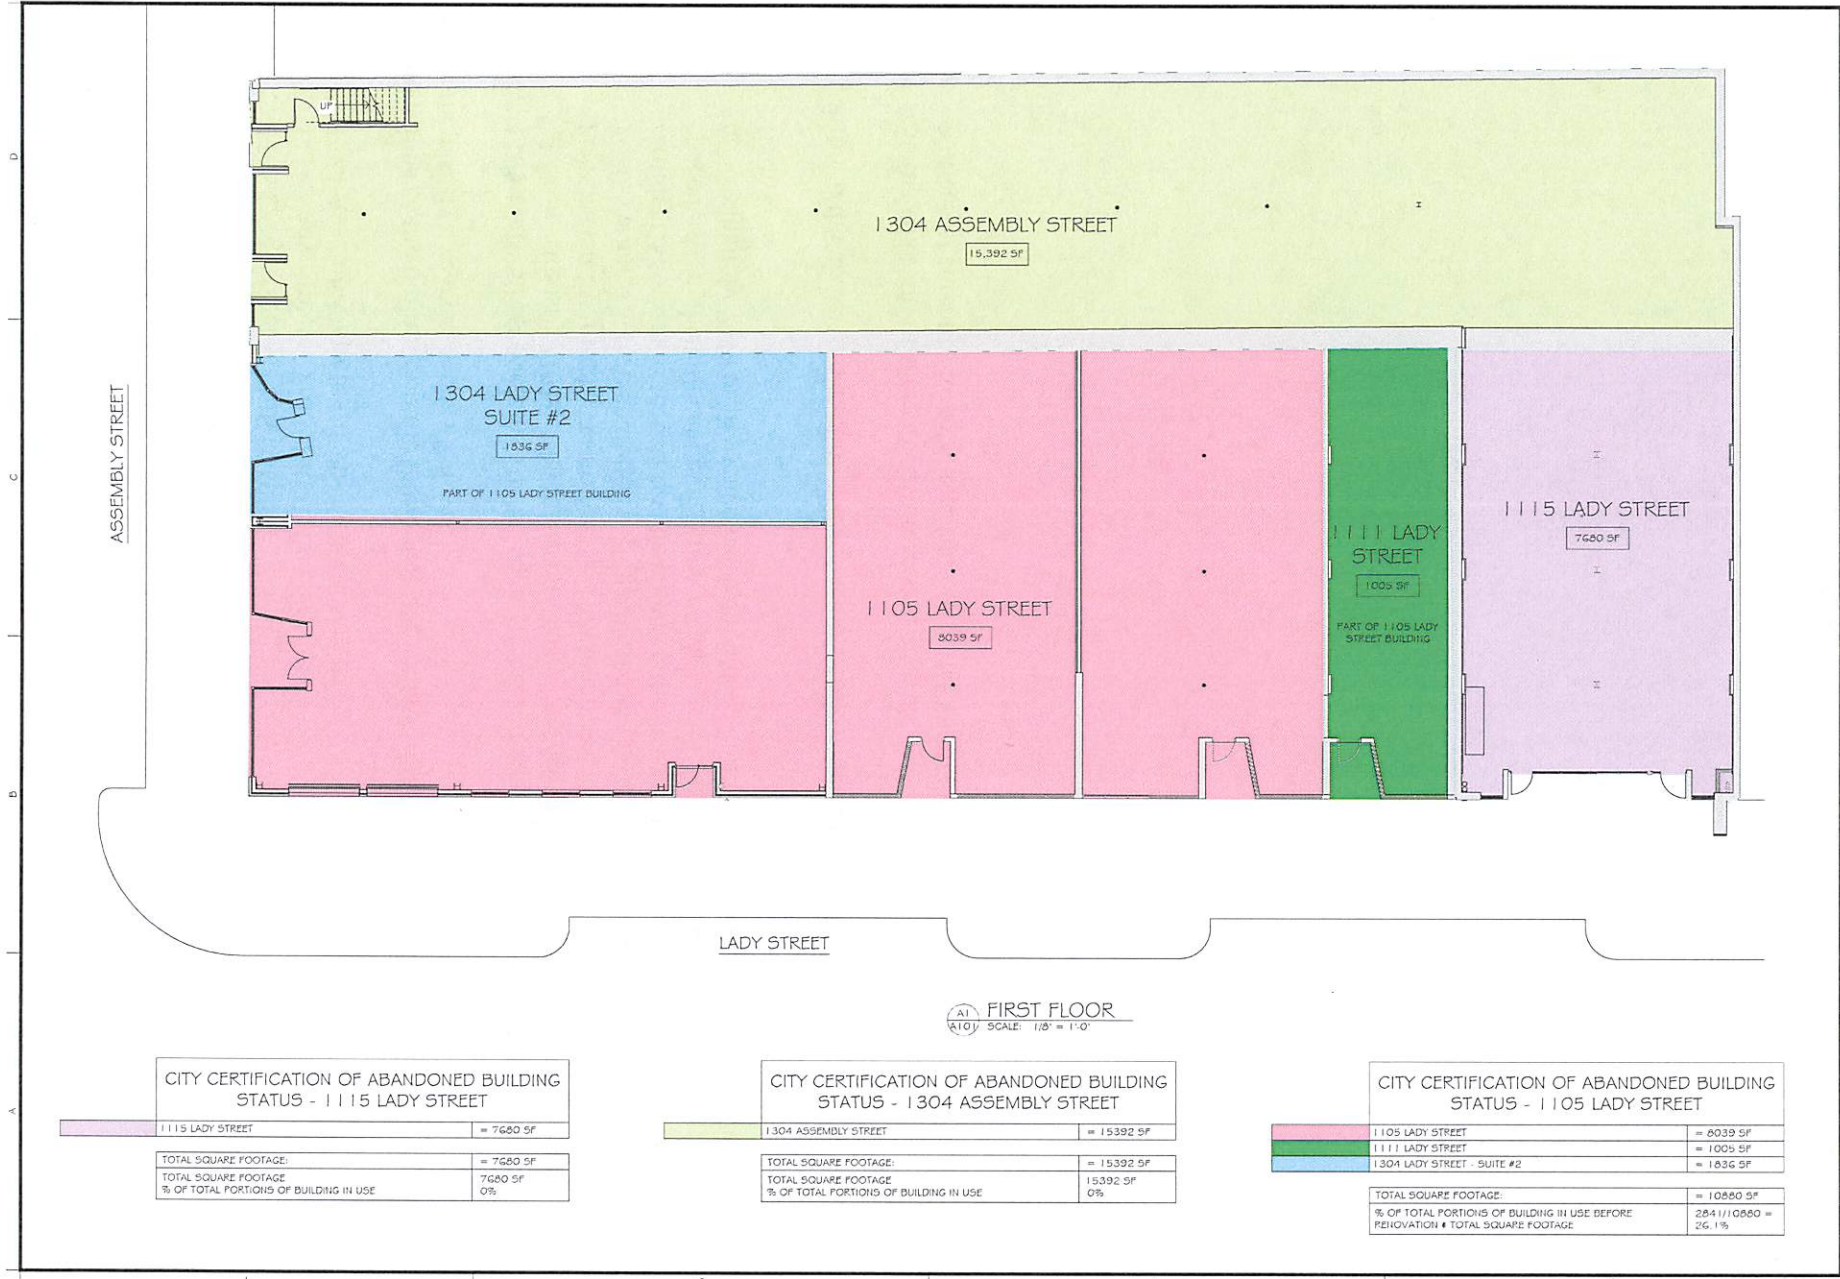 D
C
B
A
UP
1304 ASSEMBLY STREET
15,392 SF
1304 LADY STREET
SUITE #2
1836 SF
PART OF 1105 LADY STREET BUILDING
1105 LADY STREET
8039 SF
1111 LADY
STREET
1005 SF
PART OF 1105 LADY
STREET BUILDING
1115 LADY STREET
7680 SF
ASSEMBLY STREET
LADY STREET
A1
A101
FIRST FLOOR
SCALE: 1/8" = 1'-0"
CITY CERTIFICATION OF ABANDONED BUILDING
STATUS - 1115 LADY STREET
1115 LADY STREET = 7680 SF
TOTAL SQUARE FOOTAGE: = 7680 SF
TOTAL SQUARE FOOTAGE 7680 SF
% OF TOTAL PORTIONS OF BUILDING IN USE 0%
CITY CERTIFICATION OF ABANDONED BUILDING
STATUS - 1304 ASSEMBLY STREET
1304 ASSEMBLY STREET = 15392 SF
TOTAL SQUARE FOOTAGE: = 15392 SF
TOTAL SQUARE FOOTAGE 15392 SF
% OF TOTAL PORTIONS OF BUILDING IN USE 0%
CITY CERTIFICATION OF ABANDONED BUILDING
STATUS - 1105 LADY STREET
1105 LADY STREET = 8039 SF
1111 LADY STREET = 1005 SF
1304 LADY STREET - SUITE #2 = 1836 SF
TOTAL SQUARE FOOTAGE: = 10880 SF
% OF TOTAL PORTIONS OF BUILDING IN USE BEFORE 2841/10880 =
RENOVATION & TOTAL SQUARE FOOTAGE 26.1%